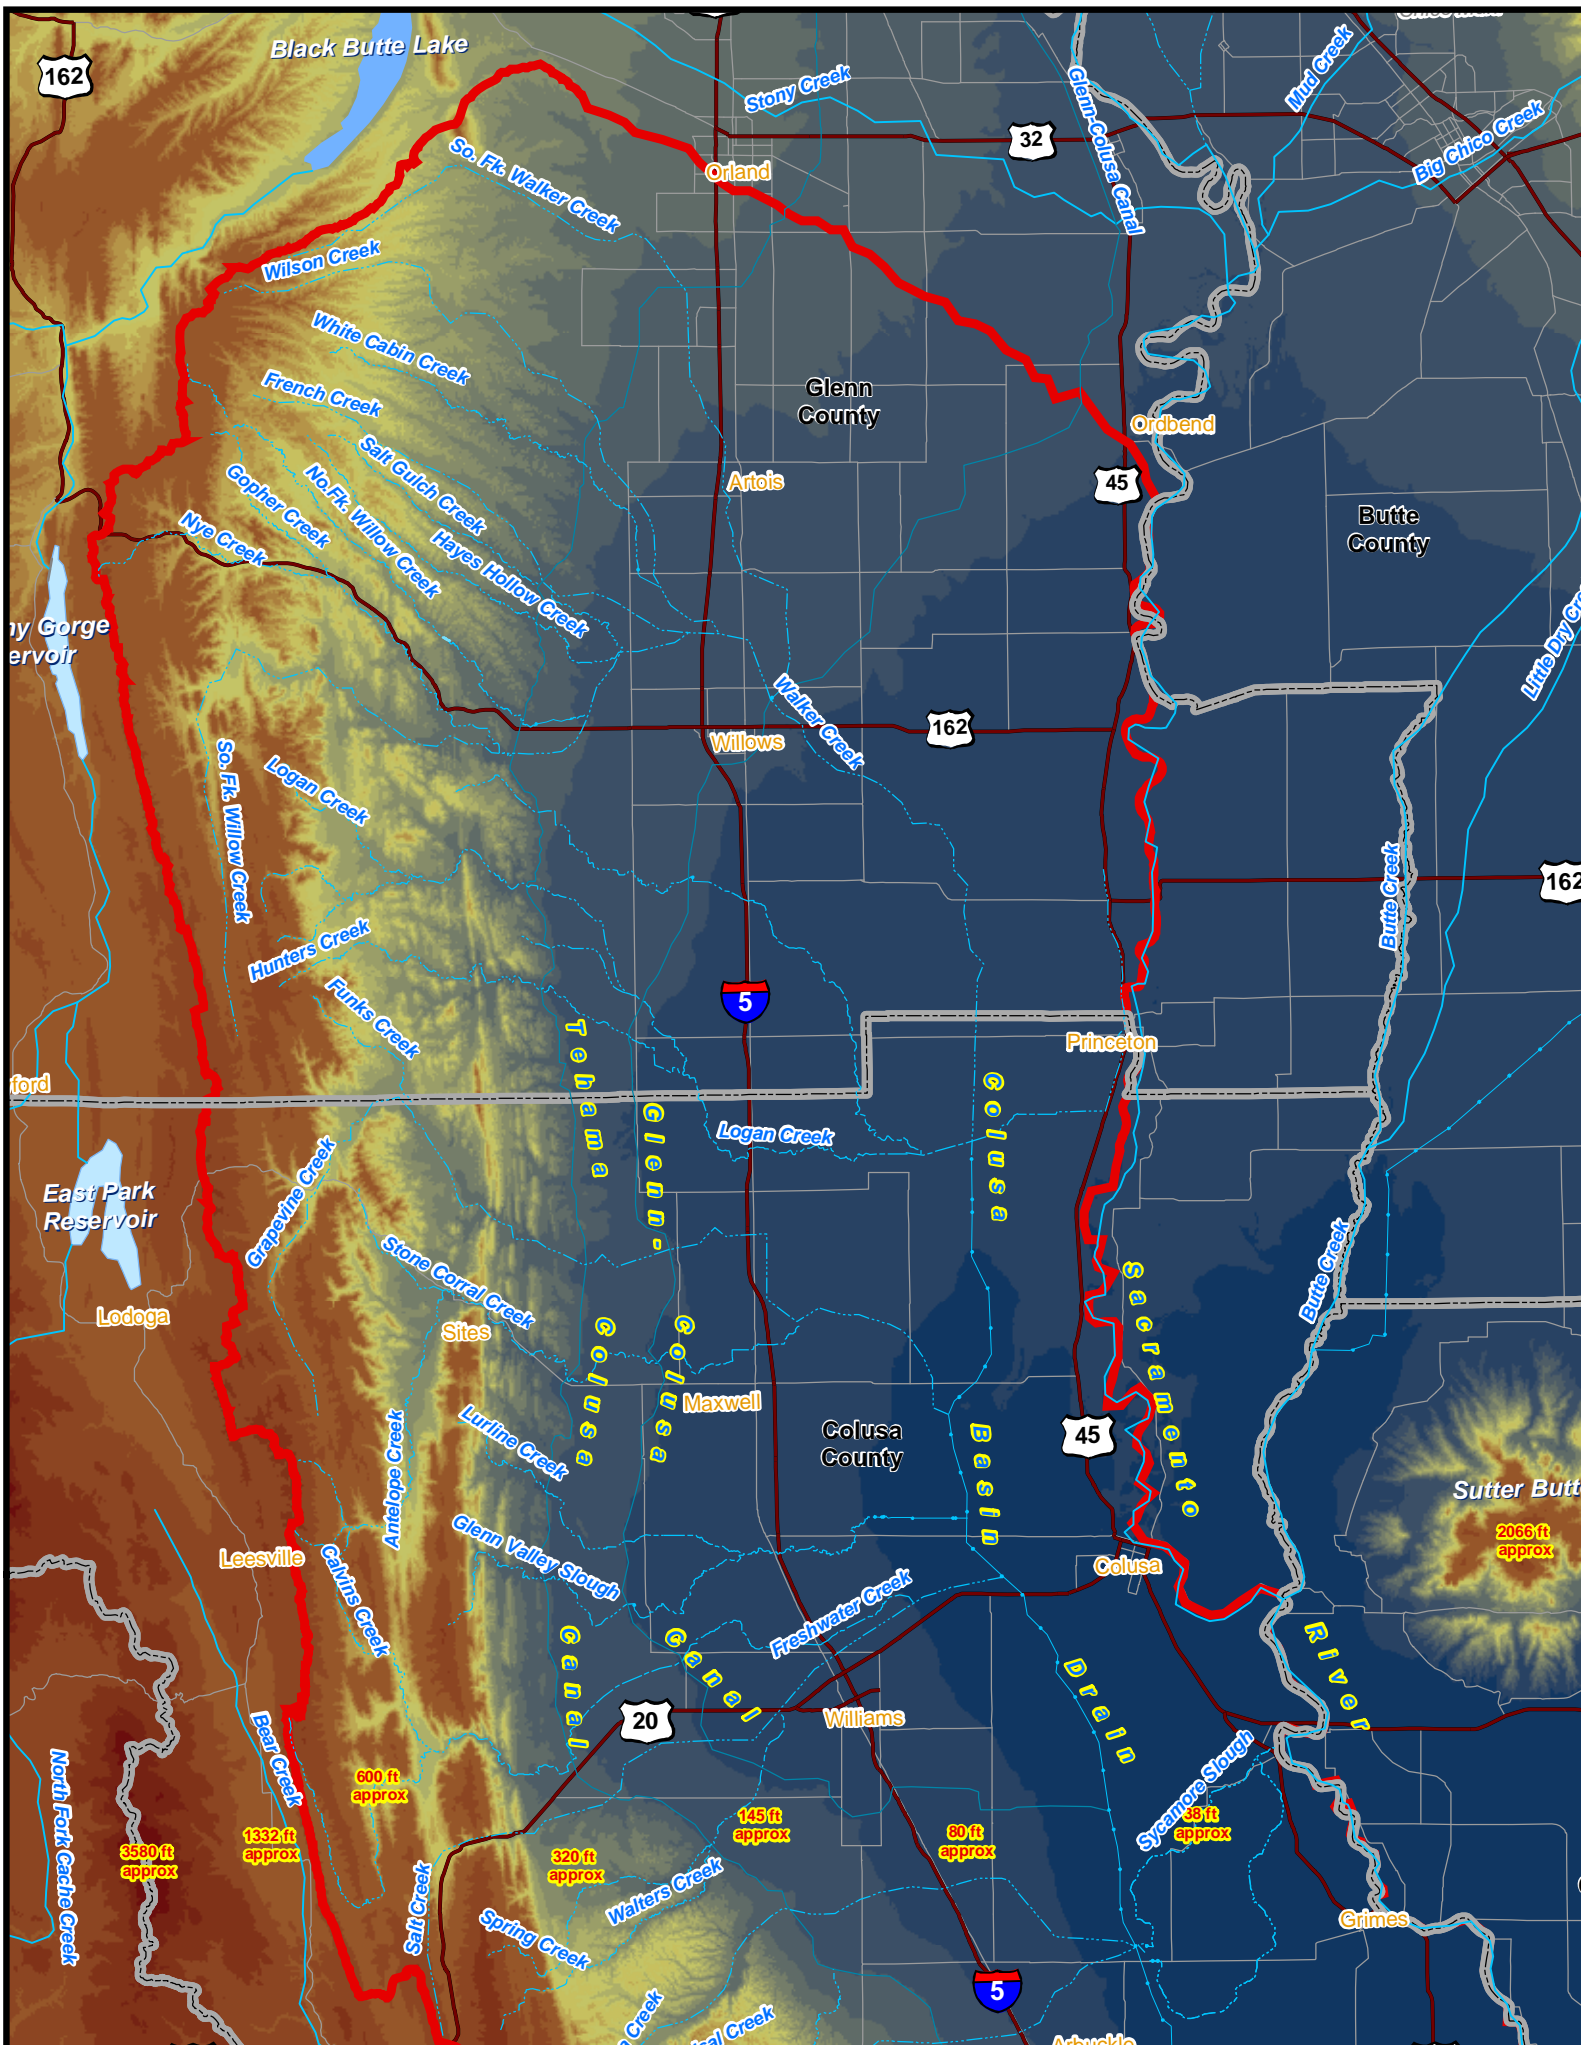 Black Butte Lake
162
Stony Creek
Glenn-Colusa Canal
Mud Creek
32
Big Chico Creek
So. Fk. Walker Creek
Orland
Wilson Creek
White Cabin Creek
French Creek
Glenn
County
Ordbend
Salt Gulch Creek
No.Fk. Willow Creek
Gopher Creek
Artois
45
Nye Creek
Hayes Hollow Creek
Butte
County
ny Gorge
ervoir
Little Dry Cre
Walker Creek
162
Willows
So. Fk. Willow Creek
Logan Creek
Butte Creek
162
Hunters Creek
Funks Creek
5
Tehama
Princeton
ford
Colusa
Glenn-
Logan Creek
East Park
Reservoir
Grapevine Creek
Stone Corral Creek
Butte Creek
Sacramento
Lodoga
Sites
Colusa
Colusa
Maxwell
Antelope Creek
Lurline Creek
Colusa
County
Basin
45
Sutter Butt
2066 ft
approx
Glenn Valley Slough
Leesville
Calvins Creek
Colusa
Freshwater Creek
Canal
Canal
River
Drain
20
Williams
Bear Creek
North Fork Cache Creek
Sycamore Slough
600 ft
approx
145 ft
approx
38 ft
approx
1332 ft
approx
80 ft
approx
3580 ft
approx
320 ft
approx
Walters Creek
Salt Creek
Spring Creek
Grimes
5
Creek
Creek
Arbuckle